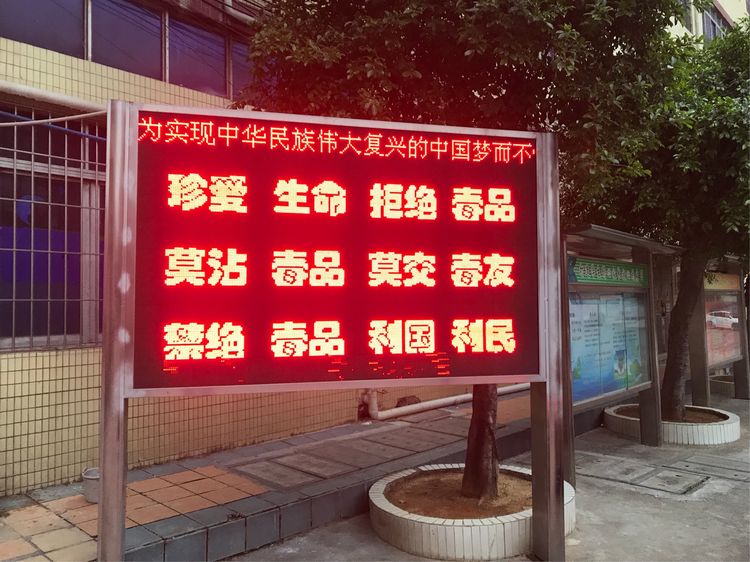 为实现中华民族伟大复兴的中国梦而不
珍爱 生命 拒绝 毒品
莫沾 毒品 莫交 毒友
禁绝 毒品 利国 利民